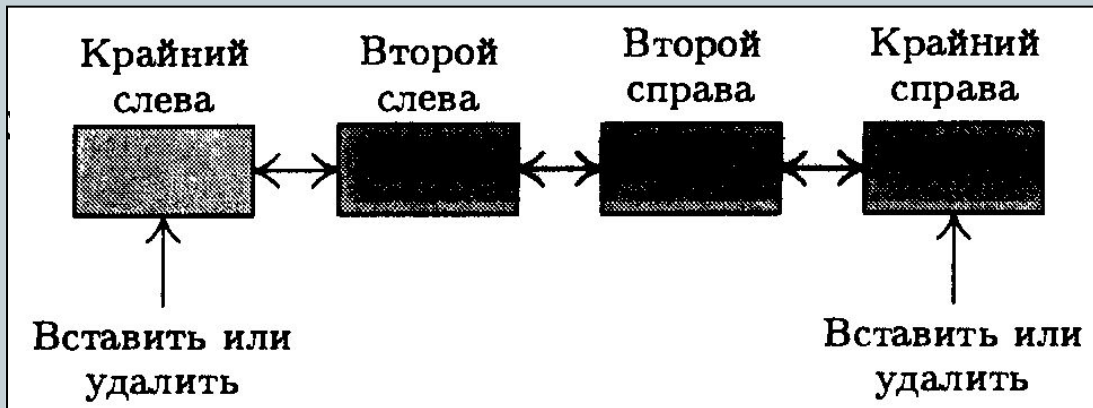 Крайний
слева
Второй
слева
Второй
справа
Крайний
справа
Вставить или
удалить
Вставить или
удалить